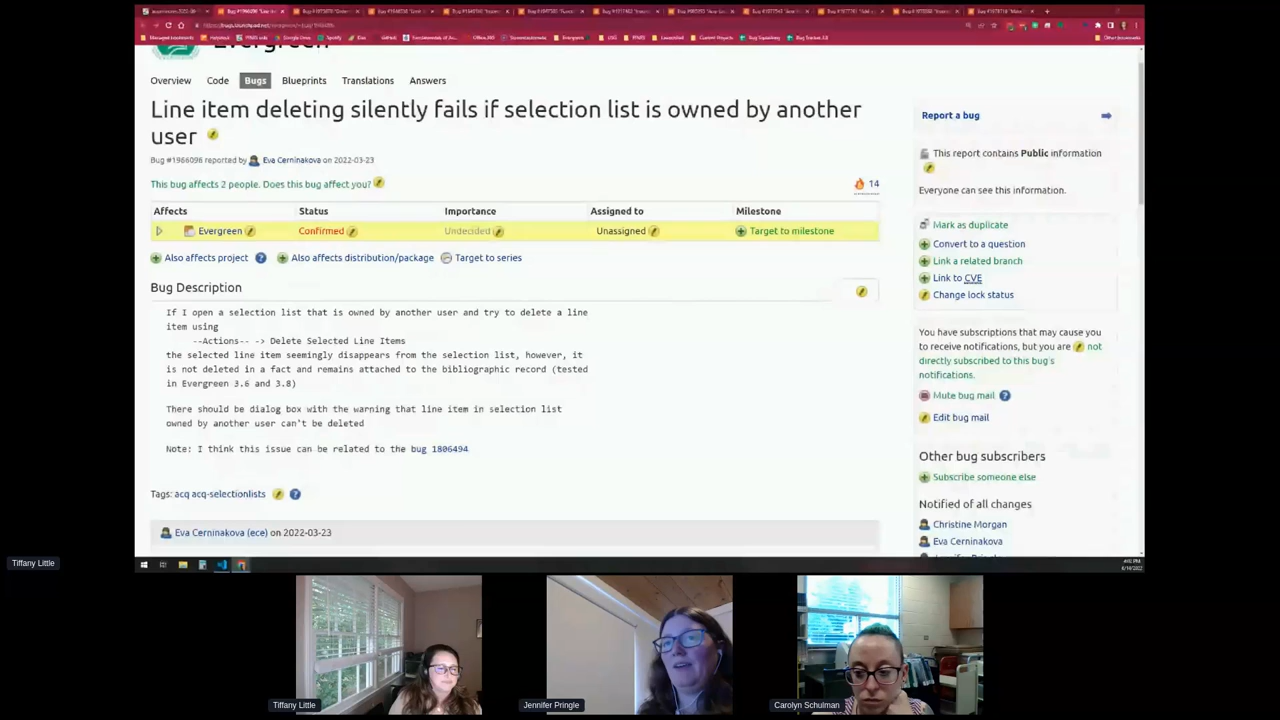 Evergreen
Overview Code Bugs Blueprints Translations Answers
Line item deleting silently fails if selection list is owned by another
user
Bug #1966096 reported by Eva Cerninakova on 2022-03-23
This bug affects 2 people. Does this bug affect you?
14
Affects Status Importance Assigned to Milestone
Evergreen Confirmed Undecided Unassigned Target to milestone
Also affects project Also affects distribution/package Target to series
Bug Description
If I open a selection list that is owned by another user and try to delete a line
item using
--Actions-- -> Delete Selected Line Items
the selected line item seemingly disappears from the selection list, however, it
is not deleted in a fact and remains attached to the bibliographic record (tested
in Evergreen 3.6 and 3.8)
There should be dialog box with the warning that line item in selection list
owned by another user can't be deleted
Note: I think this issue can be related to the bug 1806494
Tags: acq acq-selectionlists
Eva Cerninakova (ece) on 2022-03-23
Report a bug
This report contains Public information
Everyone can see this information.
Mark as duplicate
Convert to a question
Link a related branch
Link to CVE
Change lock status
You have subscriptions that may cause you
to receive notifications, but you are not
directly subscribed to this bug's
notifications.
Mute bug mail
Edit bug mail
Other bug subscribers
Subscribe someone else
Notified of all changes
Christine Morgan
Eva Cerninakova
Jennifer Pringle
Tiffany Little
Tiffany Little
Jennifer Pringle
Carolyn Schulman